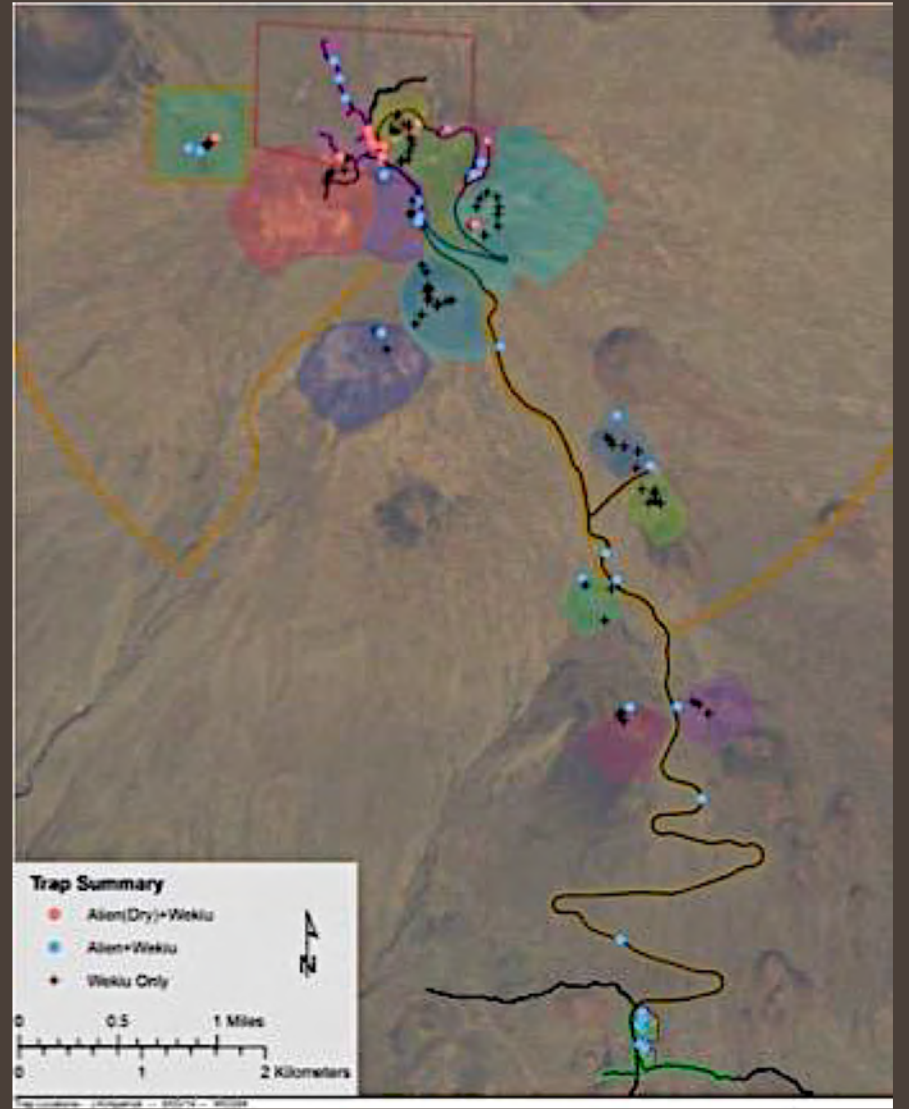 Trap Summary
Alien(Dry)+Wekiu
Alien+Wekiu
Wekiu Only
N
0 0.5 1 Miles
0 1 2 Kilometers